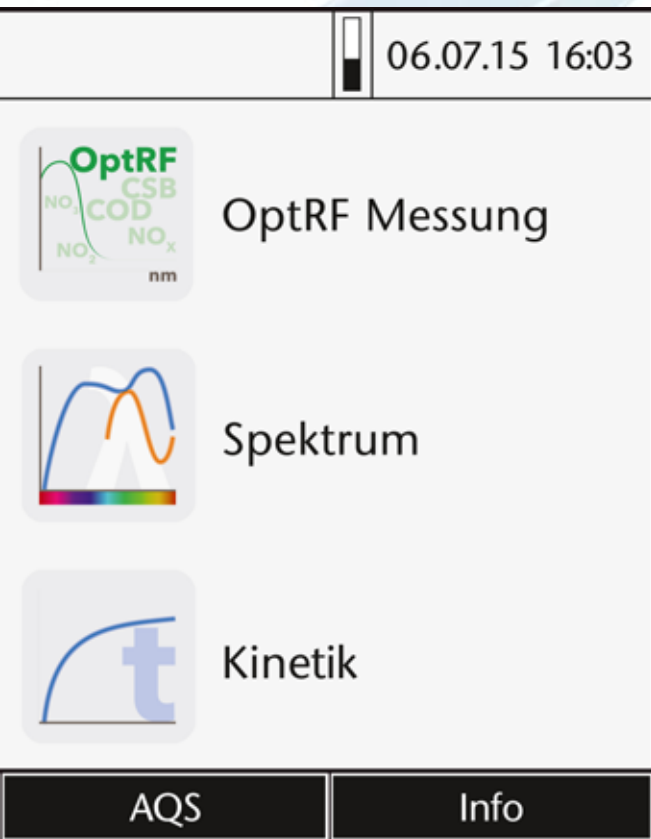 06.07.15 16:03
OptRF
CSB
NO3 COD
NOX
NO2
nm
OptRF Messung
Spektrum
λ
t
Kinetik
AQS Info